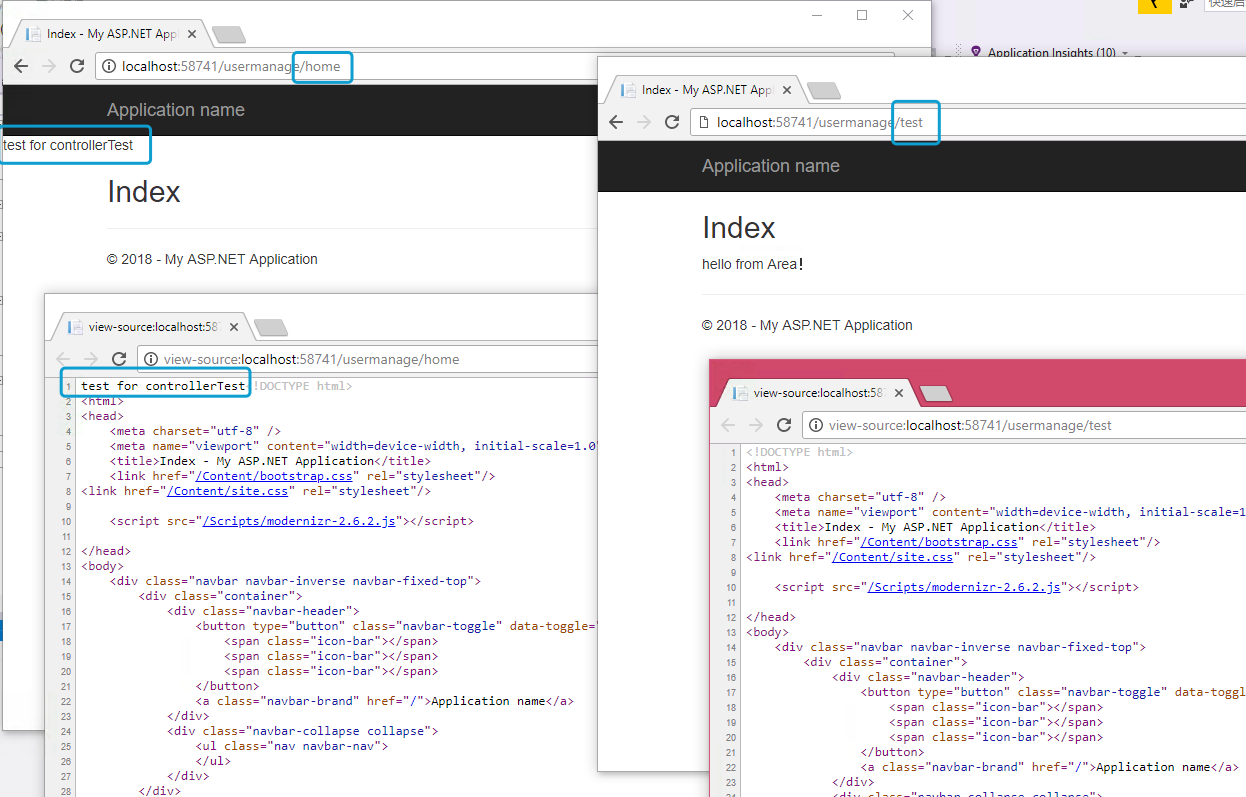 快速启
Application Insights (10)
Index - My ASP.NET Appl
localhost:58741/usermanage/home
Application name
test for controllerTest
Index
© 2018 - My ASP.NET Application
view-source:localhost:58
view-source:localhost:58741/usermanage/home
1 test for controllerTest !DOCTYPE html>
2 <html>
3 <head>
4 <meta charset="utf-8" />
5 <meta name="viewport" content="width=device-width, initial-scale=1.0"
6 <title>Index - My ASP.NET Application</title>
7 <link href="/Content/bootstrap.css" rel="stylesheet"/>
8 <link href="/Content/site.css" rel="stylesheet"/>
9
10 <script src="/Scripts/modernizr-2.6.2.js"></script>
11
12 </head>
13 <body>
14 <div class="navbar navbar-inverse navbar-fixed-top">
15 <div class="container">
16 <div class="navbar-header">
17 <button type="button" class="navbar-toggle" data-toggle="
18 <span class="icon-bar"></span>
19 <span class="icon-bar"></span>
20 <span class="icon-bar"></span>
21 </button>
22 <a class="navbar-brand" href="/">Application name</a>
23 </div>
24 <div class="navbar-collapse collapse">
25 <ul class="nav navbar-nav">
26 </ul>
27 </div>
28 </div>
Index - My ASP.NET Appl
localhost:58741/usermanage/test
Application name
Index
hello from Area!
© 2018 - My ASP.NET Application
view-source:localhost:58
view-source:localhost:58741/usermanage/test
1 <!DOCTYPE html>
2 <html>
3 <head>
4 <meta charset="utf-8" />
5 <meta name="viewport" content="width=device-width, initial-scale=1
6 <title>Index - My ASP.NET Application</title>
7 <link href="/Content/bootstrap.css" rel="stylesheet"/>
8 <link href="/Content/site.css" rel="stylesheet"/>
9
10 <script src="/Scripts/modernizr-2.6.2.js"></script>
11
12 </head>
13 <body>
14 <div class="navbar navbar-inverse navbar-fixed-top">
15 <div class="container">
16 <div class="navbar-header">
17 <button type="button" class="navbar-toggle" data-toggl
18 <span class="icon-bar"></span>
19 <span class="icon-bar"></span>
20 <span class="icon-bar"></span>
21 </button>
22 <a class="navbar-brand" href="/">Application name</a>
23 </div>
24 <div class="navbar-collapse collapse">